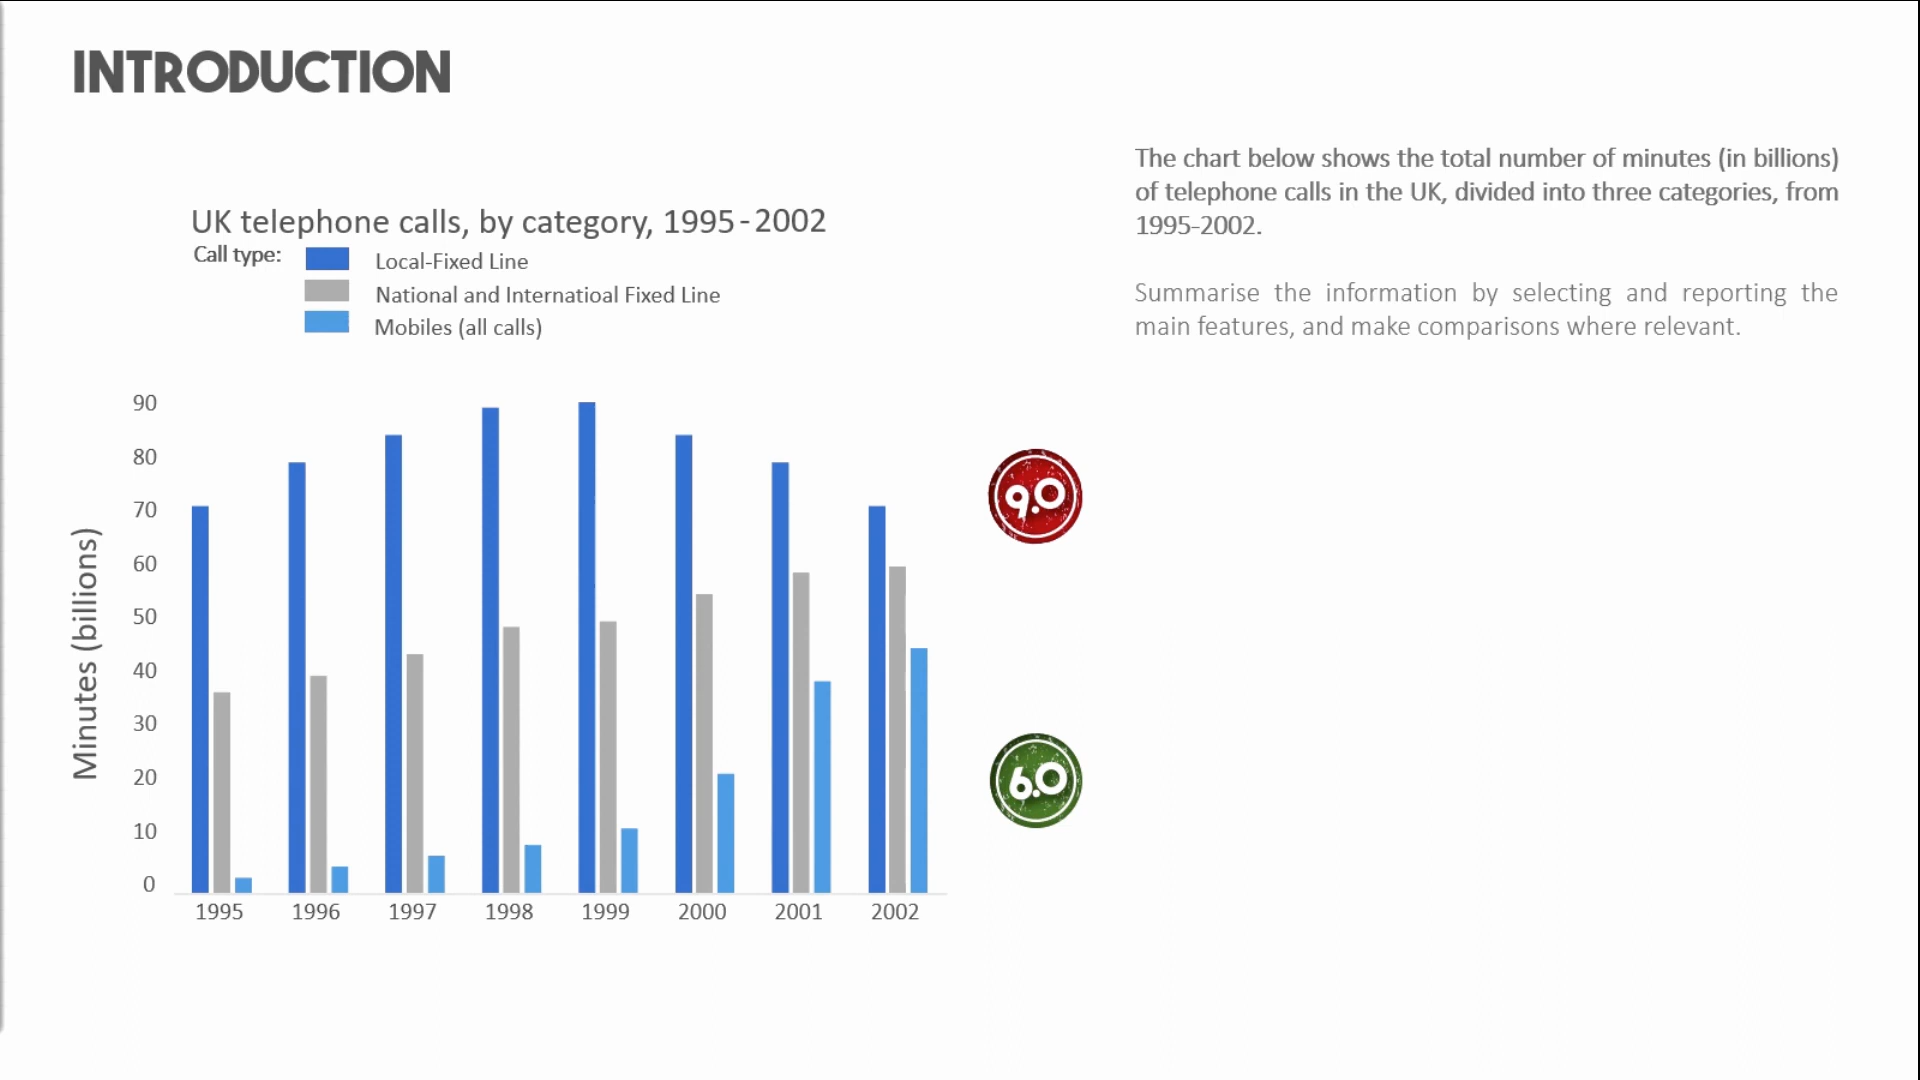 INTRODUCTION
The chart below shows the total number of minutes (in billions)
of telephone calls in the UK, divided into three categories, from
1995-2002.
Summarise the information by selecting and reporting the
main features, and make comparisons where relevant.
UK telephone calls, by category, 1995-2002
Call type:
Local-Fixed Line
National and Internatioal Fixed Line
Mobiles (all calls)
Minutes (billions)
90
80
70
60
50
40
30
20
10
0
1995 1996 1997 1998 1999 2000 2001 2002
9.0
6.0